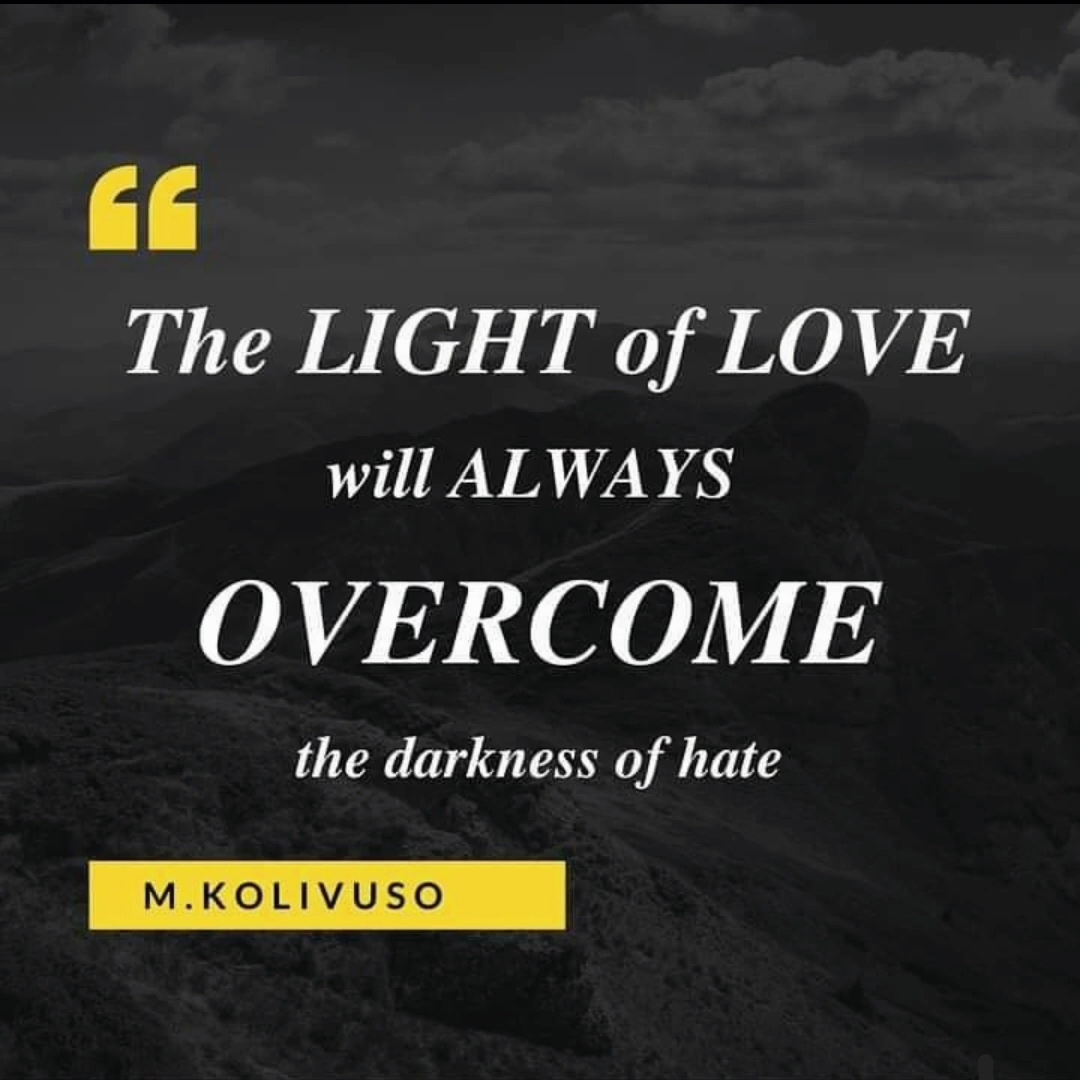 “
The LIGHT of LOVE
will ALWAYS
OVERCOME
the darkness of hate
M.KOLIVUSO